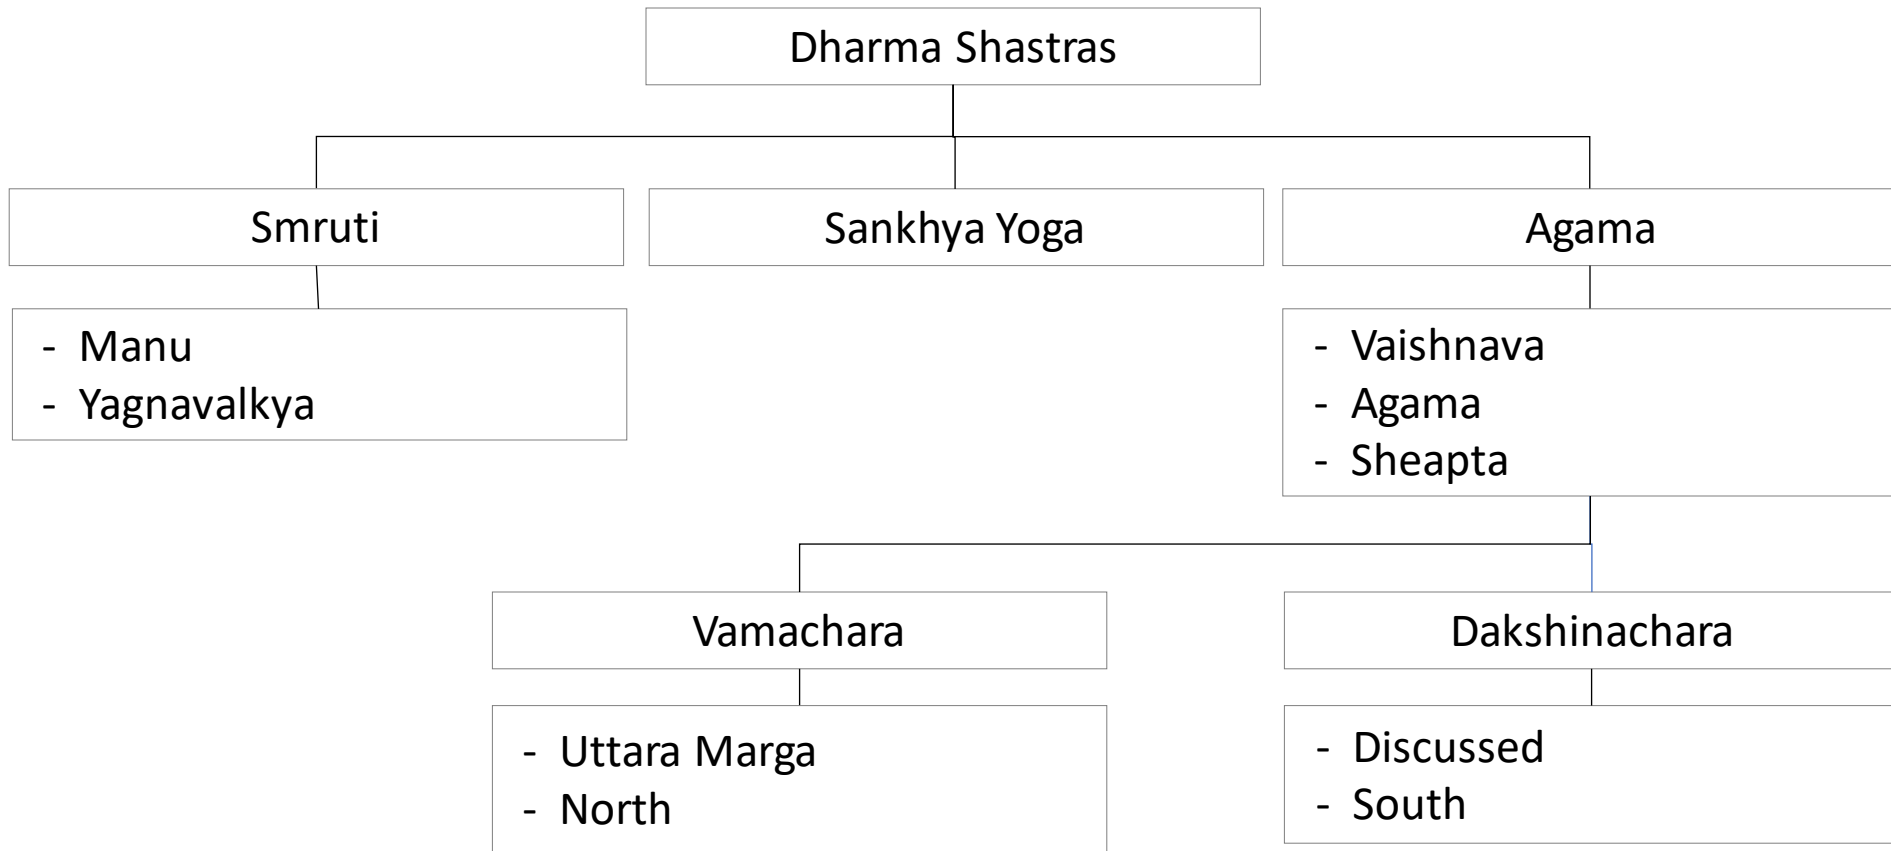 Dharma Shastras
Smruti
Sankhya Yoga
Agama
- Manu
- Yagnavalkya
- Vaishnava
- Agama
- Sheapta
Vamachara
Dakshinachara
- Uttara Marga
- North
- Discussed
- South